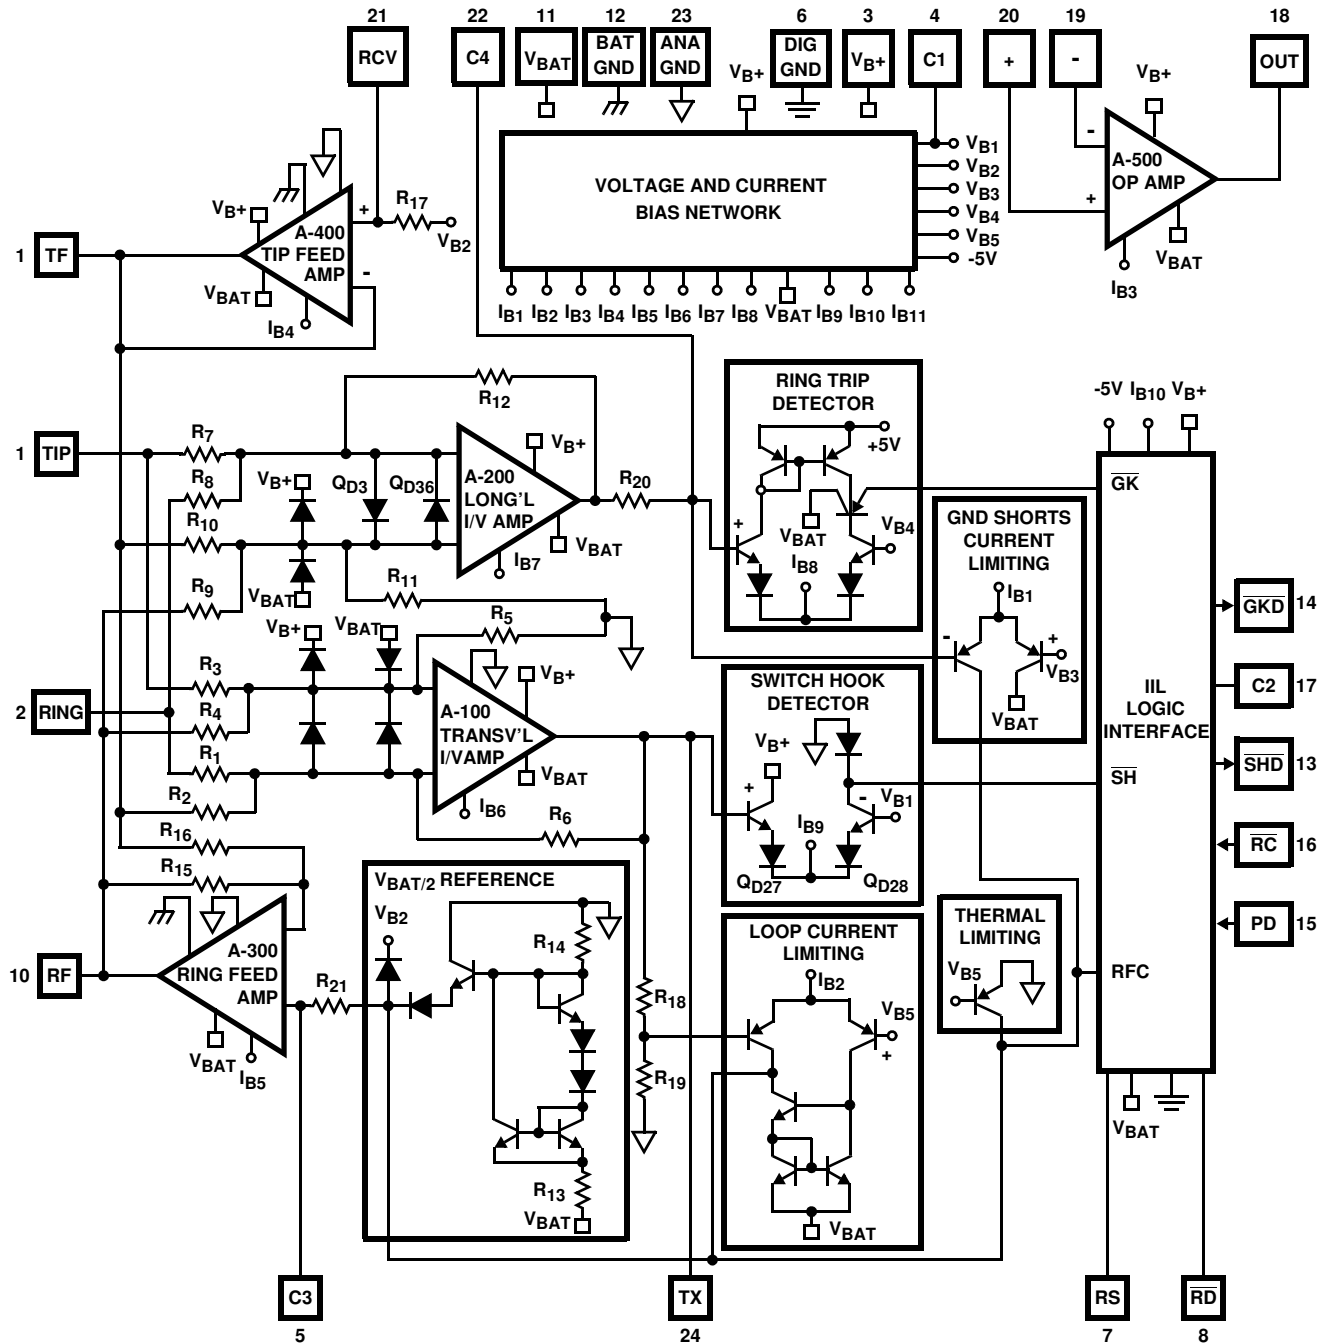 21
22
11
12
23
6
3
4
20
19
18
RCV
C4
VBAT
BAT
GND
ANA
GND
DIG
GND
VB+
C1
+
-
OUT
VB+
VB+
VOLTAGE AND CURRENT
BIAS NETWORK
VB1
VB2
VB3
VB4
VB5
-5V
-
A-500
OP AMP
+
VBAT
IB3
IB1
IB2
IB3
IB4
IB5
IB6
IB7
IB8
VBAT
IB9
IB10
IB11
R17
VB+
+
VB2
A-400
TIP FEED
AMP
-
1
TF
VBAT
IB4
R12
RING TRIP
DETECTOR
+5V
-5V
IB10
VB+
1
TIP
R7
R8
VB+
QD3
QD36
VB+
A-200
LONG'L
I/V AMP
R20
R10
VBAT
IB7
R9
VBAT
R11
+
VBAT
VB4
IB8
GK
GND SHORTS
CURRENT
LIMITING
IB1
-
+
VB3
VBAT
GKD
14
R5
VB+
VBAT
R3
2
RING
R4
R1
R2
VB+
A-100
TRANSV'L
I/VAMP
VBAT
IB6
R6
SWITCH HOOK
DETECTOR
VB+
+
-
VB1
IB9
QD27
QD28
IIL
LOGIC
INTERFACE
C2
17
SH
SHD
13
RC
16
PD
15
R16
R15
VBAT/2 REFERENCE
VB2
R14
A-300
RING FEED
AMP
10
RF
R21
VBAT
IB5
R18
R19
R13
VBAT
LOOP CURRENT
LIMITING
IB2
VB5
+
VBAT
THERMAL
LIMITING
VB5
RFC
VBAT
C3
5
TX
24
RS
7
RD
8